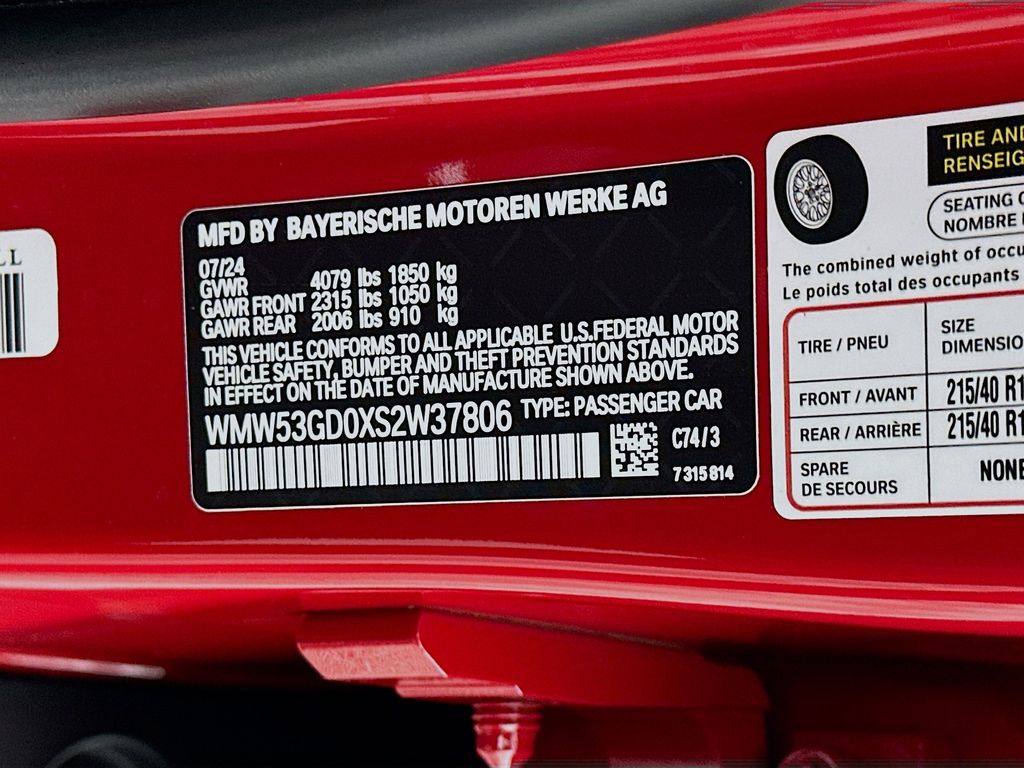 LL
MFD BY BAYERISCHE MOTOREN WERKE AG
07/24
GVWR 4079 lbs 1850 kg
GAWR FRONT 2315 lbs 1050 kg
GAWR REAR 2006 lbs 910 kg
THIS VEHICLE CONFORMS TO ALL APPLICABLE U.S.FEDERAL MOTOR
VEHICLE SAFETY, BUMPER AND THEFT PREVENTION STANDARDS
IN EFFECT ON THE DATE OF MANUFACTURE SHOWN ABOVE.
WMW53GD0XS2W37806 TYPE: PASSENGER CAR
C74/3
7315814
TIRE AND
RENSEIG
SEATING C
NOMBRE
The combined weight of occu
Le poids total des occupants
TIRE / PNEU SIZE
DIMENSIO
FRONT / AVANT 215/40 R1
REAR / ARRIÈRE 215/40 R1
SPARE
DE SECOURS NONE